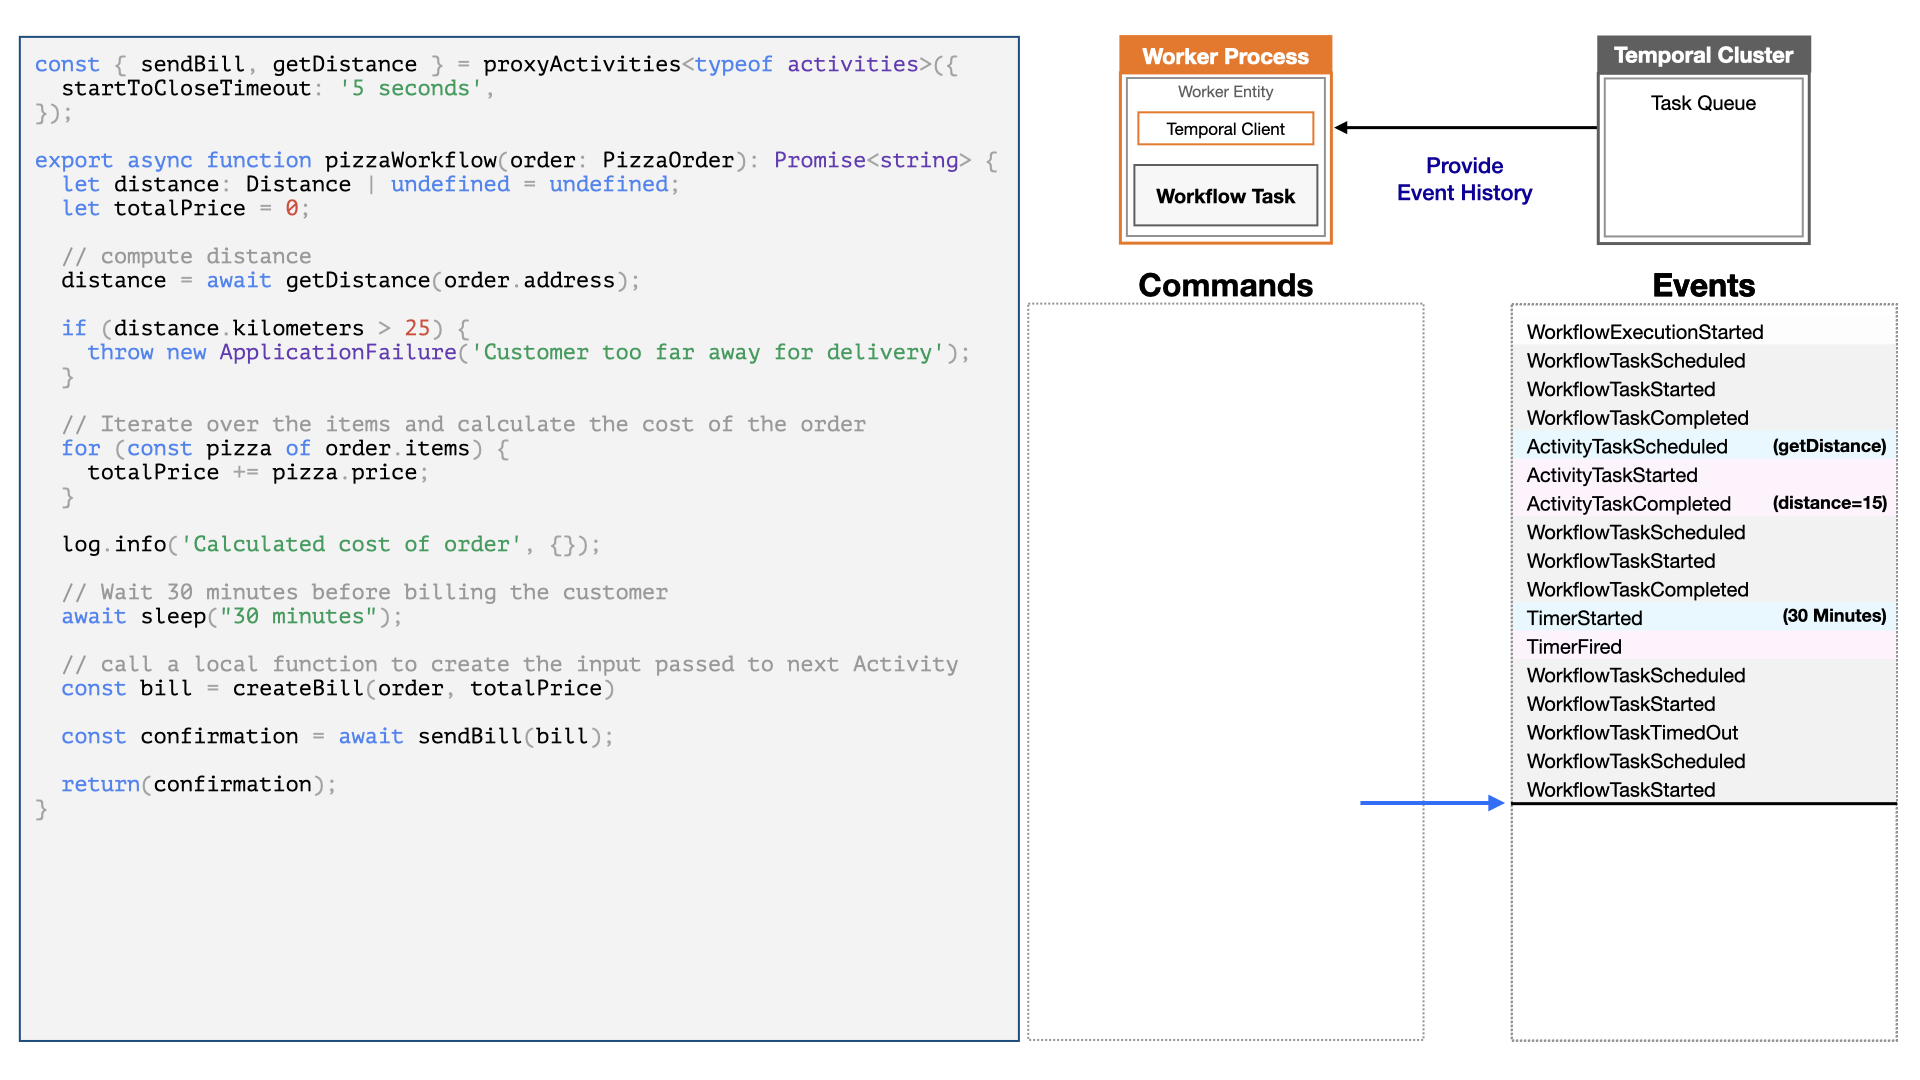 const { sendBill, getDistance } = proxyActivities<typeof activities>({
  startToCloseTimeout: '5 seconds',
});

export async function pizzaWorkflow(order: PizzaOrder): Promise<string> {
  let distance: Distance | undefined = undefined;
  let totalPrice = 0;

  // compute distance
  distance = await getDistance(order.address);

  if (distance.kilometers > 25) {
    throw new ApplicationFailure('Customer too far away for delivery');
  }

  // Iterate over the items and calculate the cost of the order
  for (const pizza of order.items) {
    totalPrice += pizza.price;
  }

  log.info('Calculated cost of order', {});

  // Wait 30 minutes before billing the customer
  await sleep("30 minutes");

  // call a local function to create the input passed to next Activity
  const bill = createBill(order, totalPrice)

  const confirmation = await sendBill(bill);

  return(confirmation);
}
Worker Process
Worker Entity
Temporal Client
Workflow Task
Provide
Event History
Temporal Cluster
Task Queue
Commands
Events
WorkflowExecutionStarted
WorkflowTaskScheduled
WorkflowTaskStarted
WorkflowTaskCompleted
ActivityTaskScheduled (getDistance)
ActivityTaskStarted
ActivityTaskCompleted (distance=15)
WorkflowTaskScheduled
WorkflowTaskStarted
WorkflowTaskCompleted
TimerStarted (30 Minutes)
TimerFired
WorkflowTaskScheduled
WorkflowTaskStarted
WorkflowTaskTimedOut
WorkflowTaskScheduled
WorkflowTaskStarted